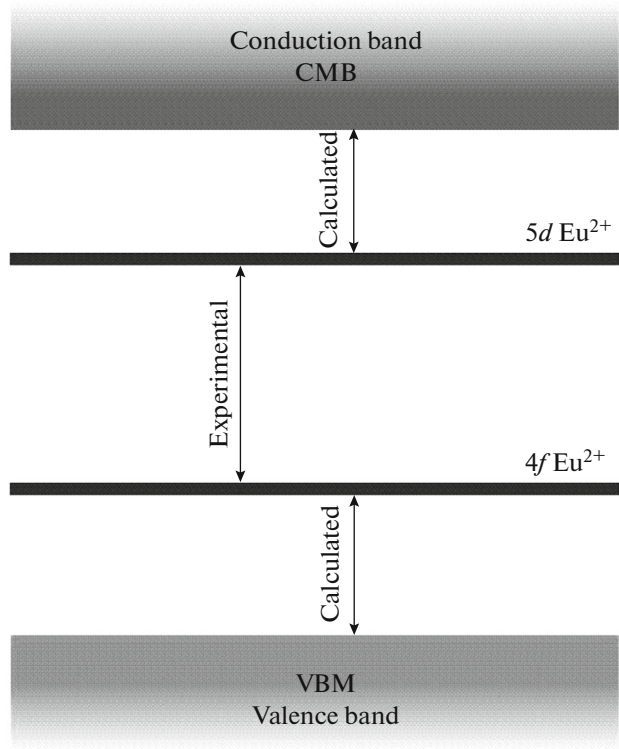 Conduction band
CMB
Calculated
5d Eu²⁺
Experimental
4f Eu²⁺
Calculated
VBM
Valence band